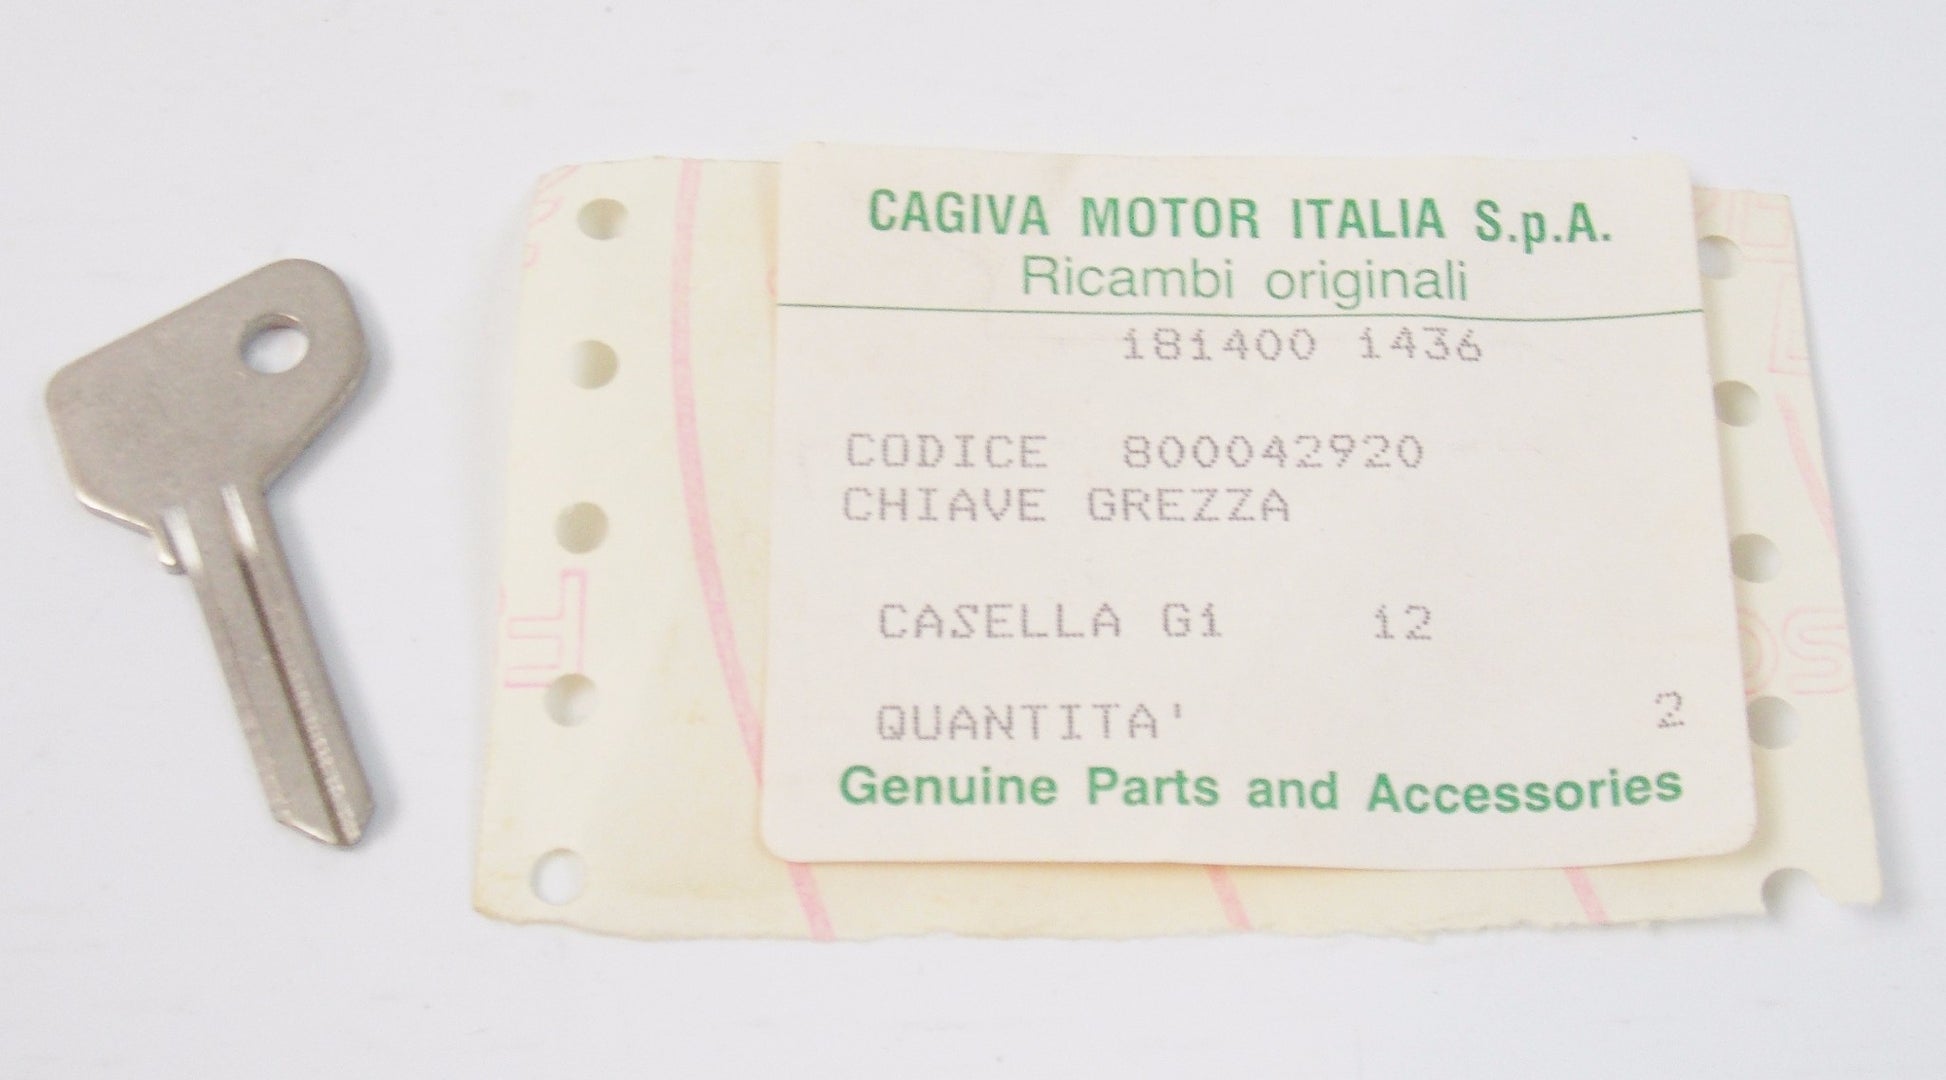 CAGIVA MOTOR ITALIA S.p.A.
Ricambi originali
181400 1436
CODICE 800042920
CHIAVE GREZZA
CASELLA G1 12
QUANTITA' 2
Genuine Parts and Accessories